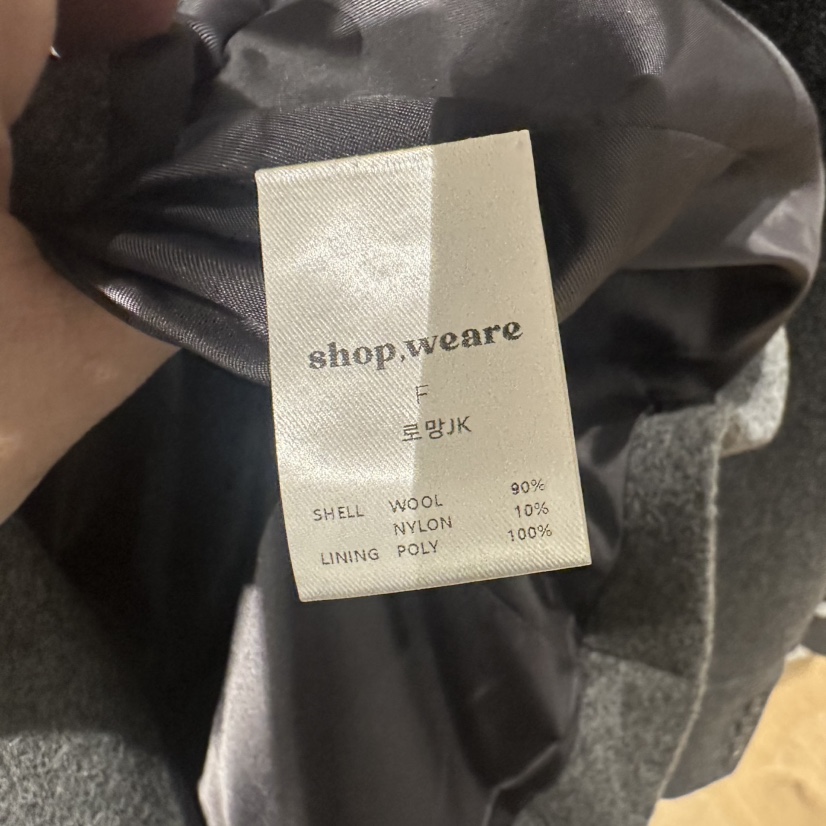 shop,weare
F
로망JK
SHELL WOOL 90%
NYLON 10%
LINING POLY 100%